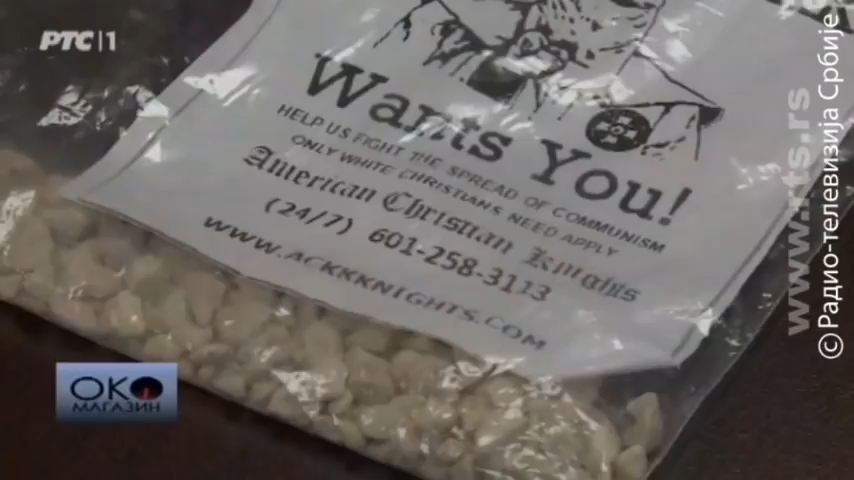 РТС|1
Wants You!
HELP US FIGHT THE SPREAD OF COMMUNISM
ONLY WHITE CHRISTIANS NEED APPLY
American Christian Knights
(24/7) 601-258-3113
WWW.ACKKKNIGHTS.COM
ОКО
МАГАЗИН
www.rts.rs
© Радио-телевизија Србије